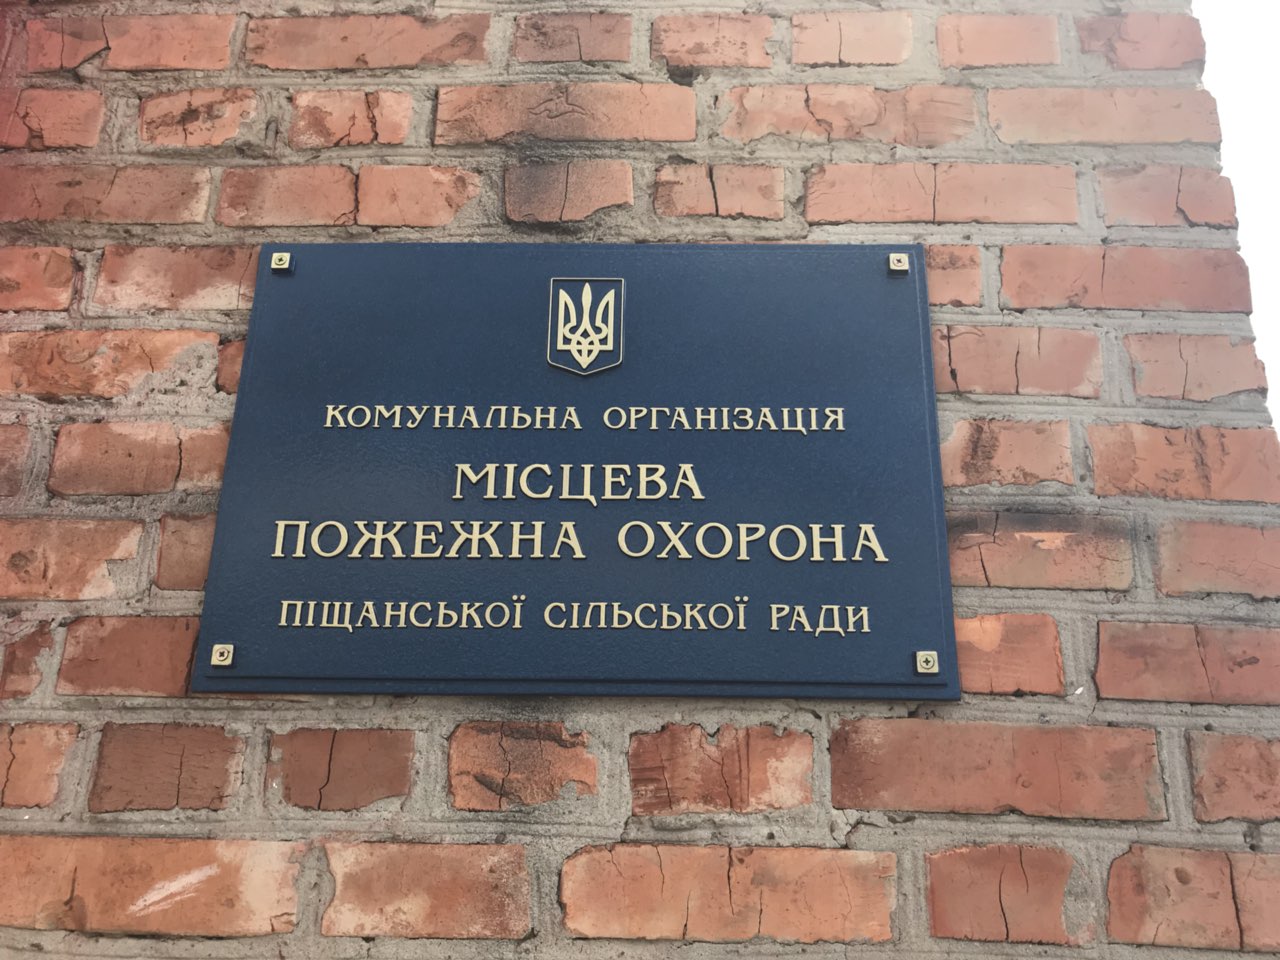 КОМУНАЛЬНА ОРГАНІЗАЦІЯ
МІСЦЕВА
ПОЖЕЖНА ОХОРОНА
ПІЩАНСЬКОЇ СІЛЬСЬКОЇ РАДИ